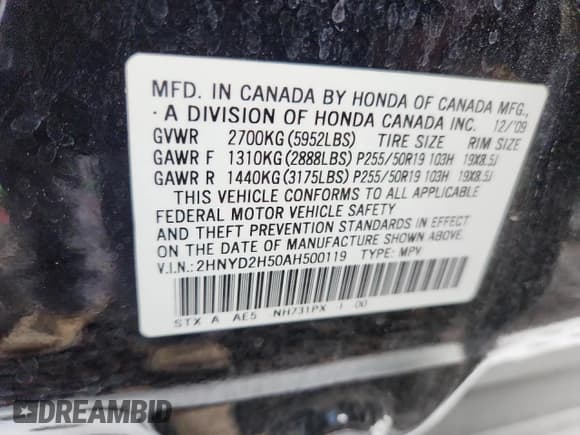 MFD. IN CANADA BY HONDA OF CANADA MFG.,
A DIVISION OF HONDA CANADA INC. 12/'09
GVWR 2700KG(5952LBS) TIRE SIZE RIM SIZE
GAWR F 1310KG(2888LBS) P255/50R19 103H 19X8.5J
GAWR R 1440KG(3175LBS) P255/50R19 103H 19X8.5J
THIS VEHICLE CONFORMS TO ALL APPLICABLE
FEDERAL MOTOR VEHICLE SAFETY
AND THEFT PREVENTION STANDARDS IN EFFECT
ON THE DATE OF MANUFACTURE SHOWN ABOVE.
V.I.N.: 2HNYD2H50AH500119 TYPE: MPV
STX A AE5 NH731PX 1 00
DREAMBID